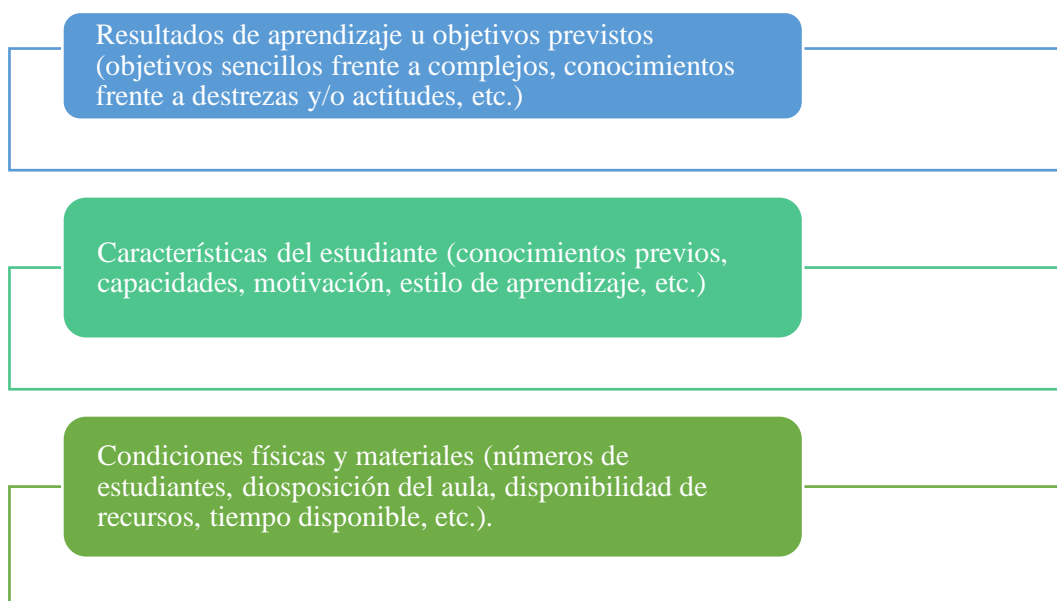 Resultados de aprendizaje u objetivos previstos
(objetivos sencillos frente a complejos, conocimientos
frente a destrezas y/o actitudes, etc.)
Características del estudiante (conocimientos previos,
capacidades, motivación, estilo de aprendizaje, etc.)
Condiciones físicas y materiales (números de
estudiantes, diosposición del aula, disponibilidad de
recursos, tiempo disponible, etc.).